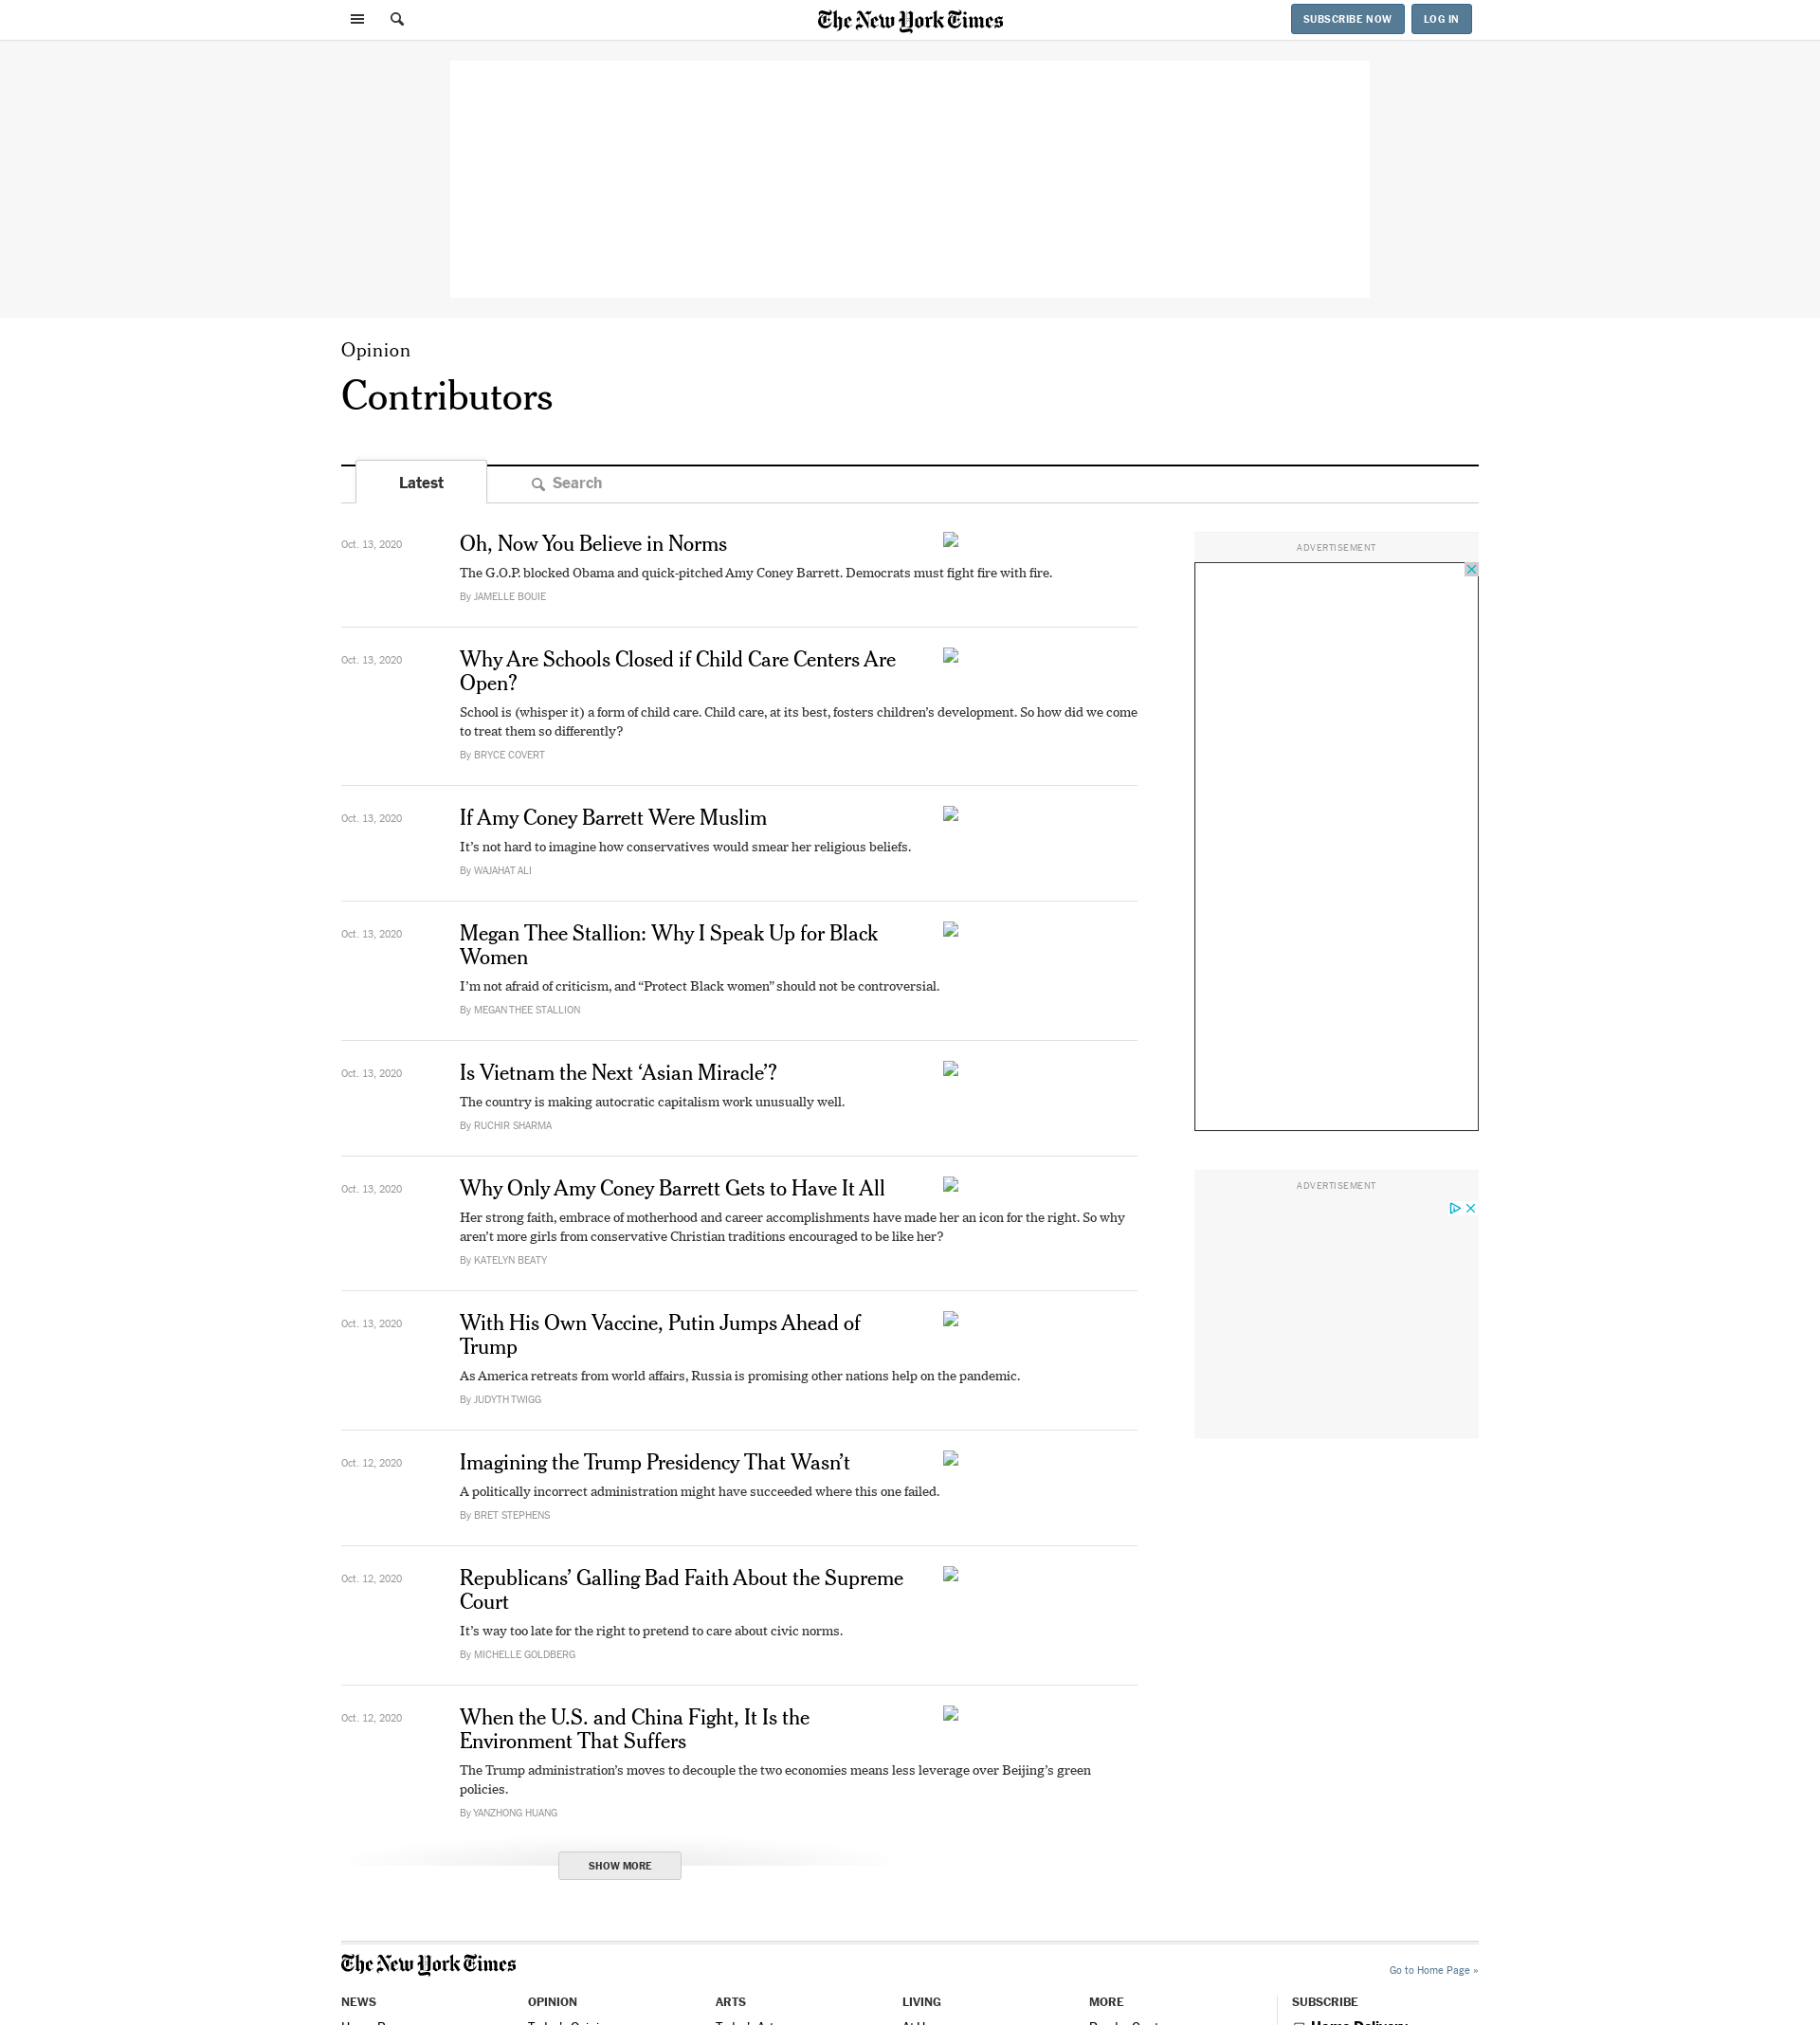 The New York Times
SUBSCRIBE NOW
LOG IN
Opinion
Contributors
Latest
Search
Oct. 13, 2020
Oh, Now You Believe in Norms
The G.O.P. blocked Obama and quick-pitched Amy Coney Barrett. Democrats must fight fire with fire.
By JAMELLE BOUIE
Oct. 13, 2020
Why Are Schools Closed if Child Care Centers Are
Open?
School is (whisper it) a form of child care. Child care, at its best, fosters children’s development. So how did we come
to treat them so differently?
By BRYCE COVERT
Oct. 13, 2020
If Amy Coney Barrett Were Muslim
It’s not hard to imagine how conservatives would smear her religious beliefs.
By WAJAHAT ALI
Oct. 13, 2020
Megan Thee Stallion: Why I Speak Up for Black
Women
I’m not afraid of criticism, and “Protect Black women” should not be controversial.
By MEGAN THEE STALLION
Oct. 13, 2020
Is Vietnam the Next ‘Asian Miracle’?
The country is making autocratic capitalism work unusually well.
By RUCHIR SHARMA
Oct. 13, 2020
Why Only Amy Coney Barrett Gets to Have It All
Her strong faith, embrace of motherhood and career accomplishments have made her an icon for the right. So why
aren’t more girls from conservative Christian traditions encouraged to be like her?
By KATELYN BEATY
Oct. 13, 2020
With His Own Vaccine, Putin Jumps Ahead of
Trump
As America retreats from world affairs, Russia is promising other nations help on the pandemic.
By JUDYTH TWIGG
Oct. 12, 2020
Imagining the Trump Presidency That Wasn’t
A politically incorrect administration might have succeeded where this one failed.
By BRET STEPHENS
Oct. 12, 2020
Republicans’ Galling Bad Faith About the Supreme
Court
It’s way too late for the right to pretend to care about civic norms.
By MICHELLE GOLDBERG
Oct. 12, 2020
When the U.S. and China Fight, It Is the
Environment That Suffers
The Trump administration’s moves to decouple the two economies means less leverage over Beijing’s green
policies.
By YANZHONG HUANG
SHOW MORE
ADVERTISEMENT
ADVERTISEMENT
The New York Times
Go to Home Page »
NEWS
OPINION
ARTS
LIVING
MORE
SUBSCRIBE
Home Delivery